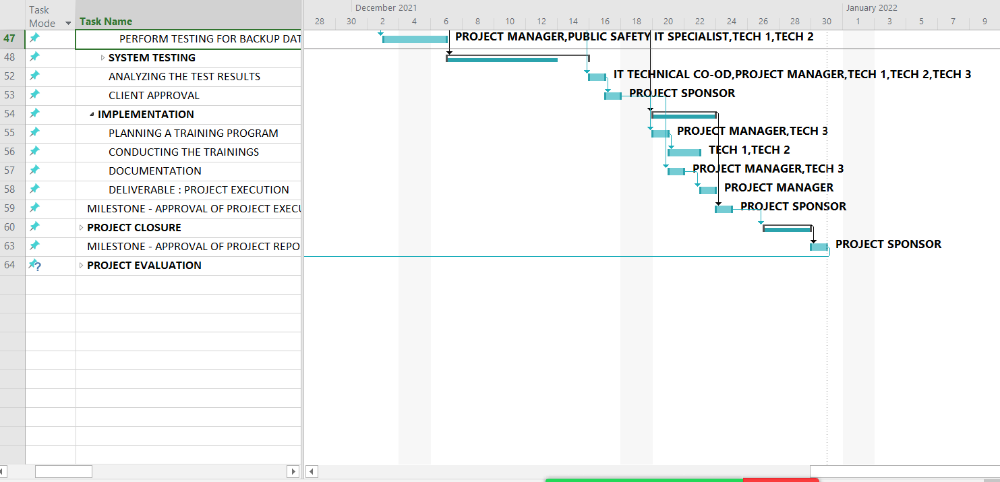 Task
Mode
Task Name
December 2021
January 2022
28 30 2 4 6 8 10 12 14 16 18 20 22 24 26 28 30 1 3 5 7 9
47 PERFORM TESTING FOR BACKUP DAT PROJECT MANAGER,PUBLIC SAFETY IT SPECIALIST,TECH 1,TECH 2
48 SYSTEM TESTING
52 ANALYZING THE TEST RESULTS IT TECHNICAL CO-OD,PROJECT MANAGER,TECH 1,TECH 2,TECH 3
53 CLIENT APPROVAL PROJECT SPONSOR
54 IMPLEMENTATION
55 PLANNING A TRAINING PROGRAM PROJECT MANAGER,TECH 3
56 CONDUCTING THE TRAININGS TECH 1,TECH 2
57 DOCUMENTATION PROJECT MANAGER,TECH 3
58 DELIVERABLE : PROJECT EXECUTION PROJECT MANAGER
59 MILESTONE - APPROVAL OF PROJECT EXECU PROJECT SPONSOR
60 PROJECT CLOSURE
63 MILESTONE - APPROVAL OF PROJECT REPO PROJECT SPONSOR
64 ? PROJECT EVALUATION